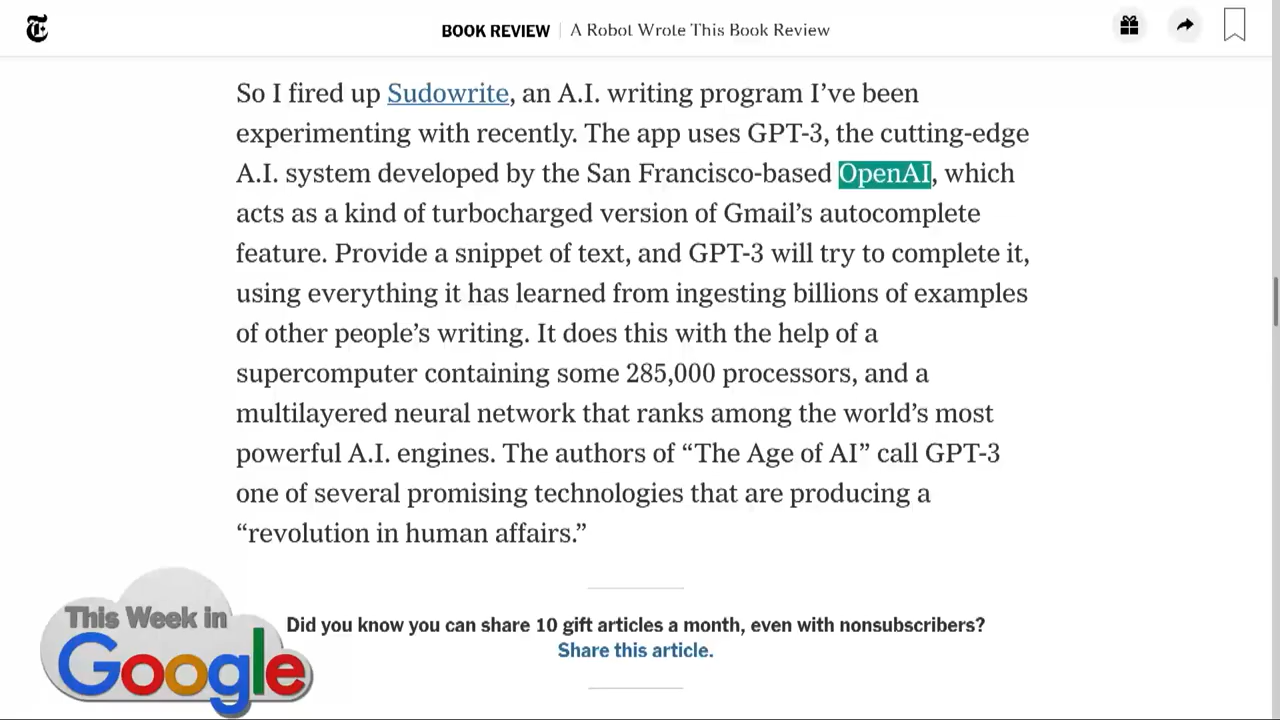 BOOK REVIEW | A Robot Wrote This Book Review
So I fired up Sudowrite, an A.I. writing program I’ve been
experimenting with recently. The app uses GPT-3, the cutting-edge
A.I. system developed by the San Francisco-based OpenAI, which
acts as a kind of turbocharged version of Gmail’s autocomplete
feature. Provide a snippet of text, and GPT-3 will try to complete it,
using everything it has learned from ingesting billions of examples
of other people’s writing. It does this with the help of a
supercomputer containing some 285,000 processors, and a
multilayered neural network that ranks among the world’s most
powerful A.I. engines. The authors of “The Age of AI” call GPT-3
one of several promising technologies that are producing a
“revolution in human affairs.”
Did you know you can share 10 gift articles a month, even with nonsubscribers?
Share this article.
This Week in
Google